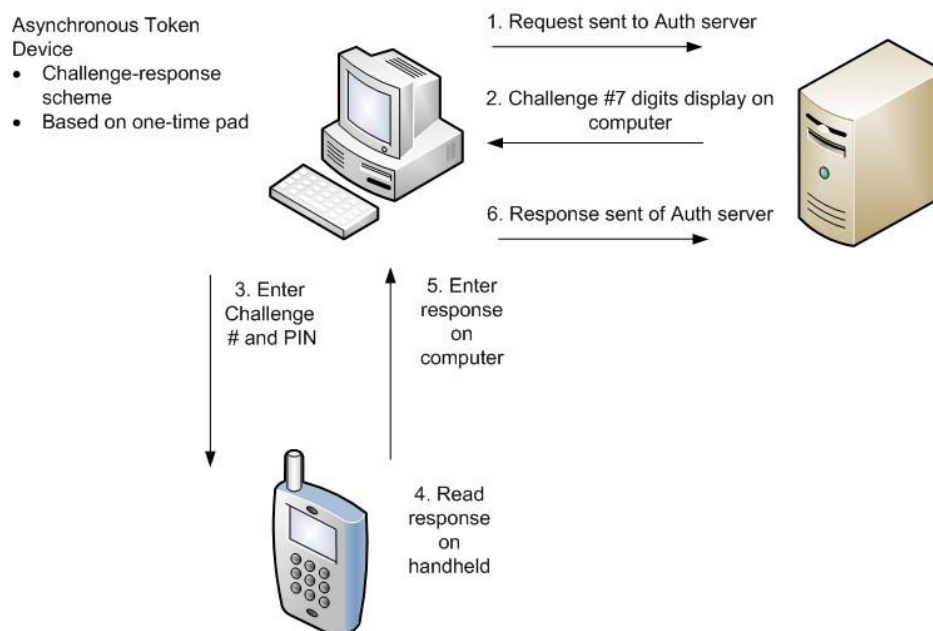 Asynchronous Token
Device
• Challenge-response
scheme
• Based on one-time pad
1. Request sent to Auth server
2. Challenge #7 digits display on
computer
6. Response sent of Auth server
3. Enter
Challenge
# and PIN
5. Enter
response
on
computer
4. Read
response
on
handheld